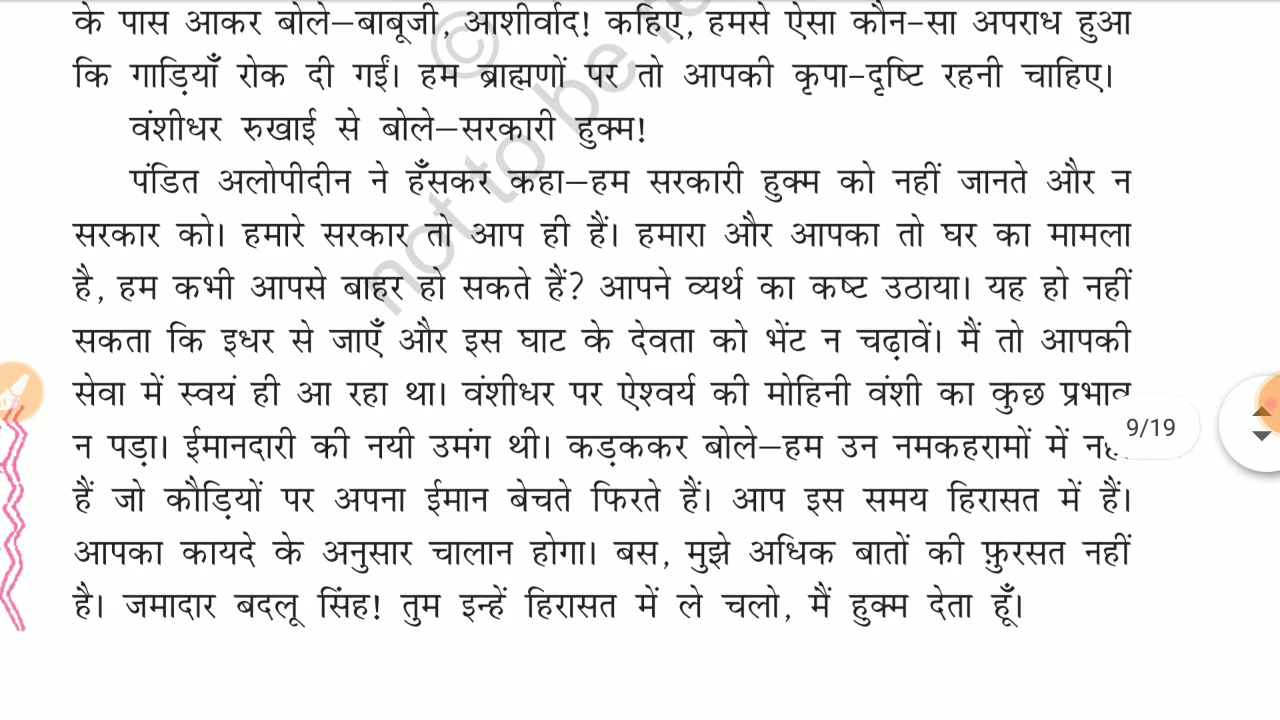 के पास आकर बोले–बाबूजी, आशीर्वाद! कहिए, हमसे ऐसा कौन-सा अपराध हुआ
कि गाड़ियाँ रोक दी गईं। हम ब्राह्मणों पर तो आपकी कृपा-दृष्टि रहनी चाहिए।
वंशीधर रुखाई से बोले–सरकारी हुक्म!
पंडित अलोपीदीन ने हँसकर कहा–हम सरकारी हुक्म को नहीं जानते और न
सरकार को। हमारे सरकार तो आप ही हैं। हमारा और आपका तो घर का मामला
है, हम कभी आपसे बाहर हो सकते हैं? आपने व्यर्थ का कष्ट उठाया। यह हो नहीं
सकता कि इधर से जाएँ और इस घाट के देवता को भेंट न चढ़ावें। मैं तो आपकी
सेवा में स्वयं ही आ रहा था। वंशीधर पर ऐश्वर्य की मोहिनी वंशी का कुछ प्रभाव
न पड़ा। ईमानदारी की नयी उमंग थी। कड़ककर बोले–हम उन नमकहरामों में
हैं जो कौड़ियों पर अपना ईमान बेचते फिरते हैं। आप इस समय हिरासत में हैं।
आपका कायदे के अनुसार चालान होगा। बस, मुझे अधिक बातों की फ़ुरसत नहीं
है। जमादार बदलू सिंह! तुम इन्हें हिरासत में ले चलो, मैं हुक्म देता हूँ।
© not to be
9/19